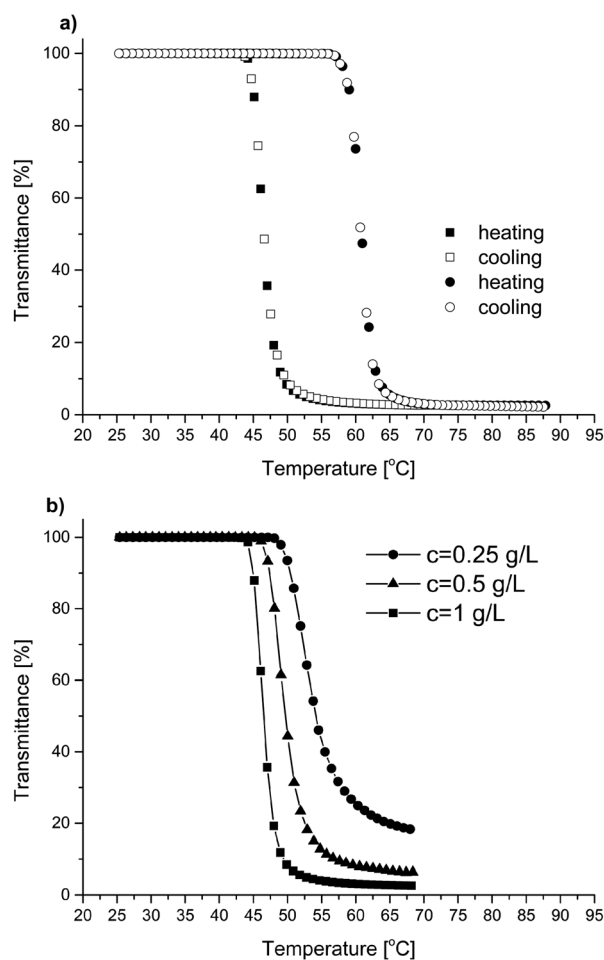 a)
100
80
60
40
20
0
Transmittance [%]
heating
cooling
heating
cooling
20 25 30 35 40 45 50 55 60 65 70 75 80 85 90 95
Temperature [°C]
b)
100
80
60
40
20
0
Transmittance [%]
c=0.25 g/L
c=0.5 g/L
c=1 g/L
20 25 30 35 40 45 50 55 60 65 70 75 80 85 90 95
Temperature [°C]